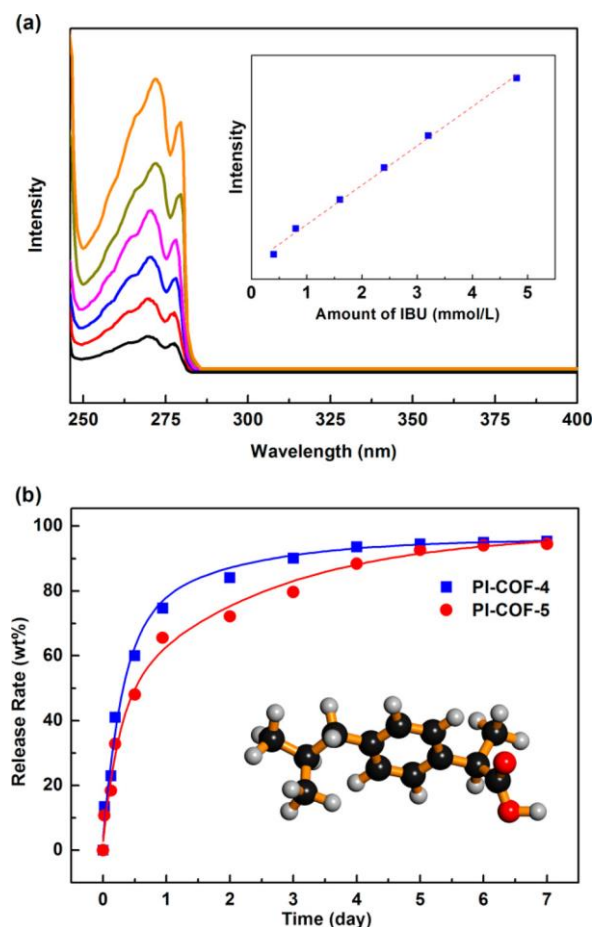 (a)
Intensity
Intensity
0 1 2 3 4 5
Amount of IBU (mmol/L)
250 275 300 325 350 375 400
Wavelength (nm)
(b)
100
80
60
40
20
0
Release Rate (wt%)
PI-COF-4
PI-COF-5
0 1 2 3 4 5 6 7
Time (day)